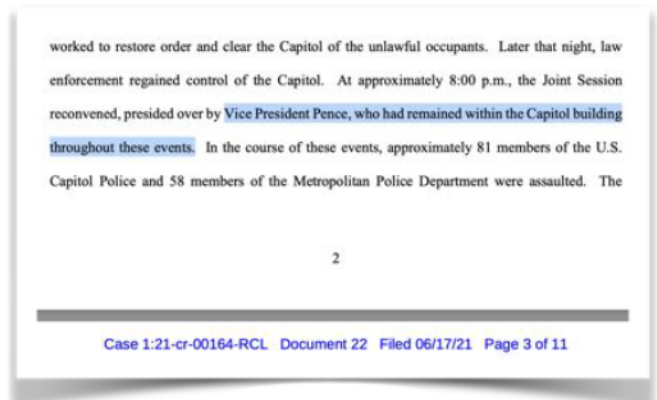 worked to restore order and clear the Capitol of the unlawful occupants. Later that night, law
enforcement regained control of the Capitol. At approximately 8:00 p.m., the Joint Session
reconvened, presided over by Vice President Pence, who had remained within the Capitol building
throughout these events. In the course of these events, approximately 81 members of the U.S.
Capitol Police and 58 members of the Metropolitan Police Department were assaulted. The
2
Case 1:21-cr-00164-RCL Document 22 Filed 06/17/21 Page 3 of 11